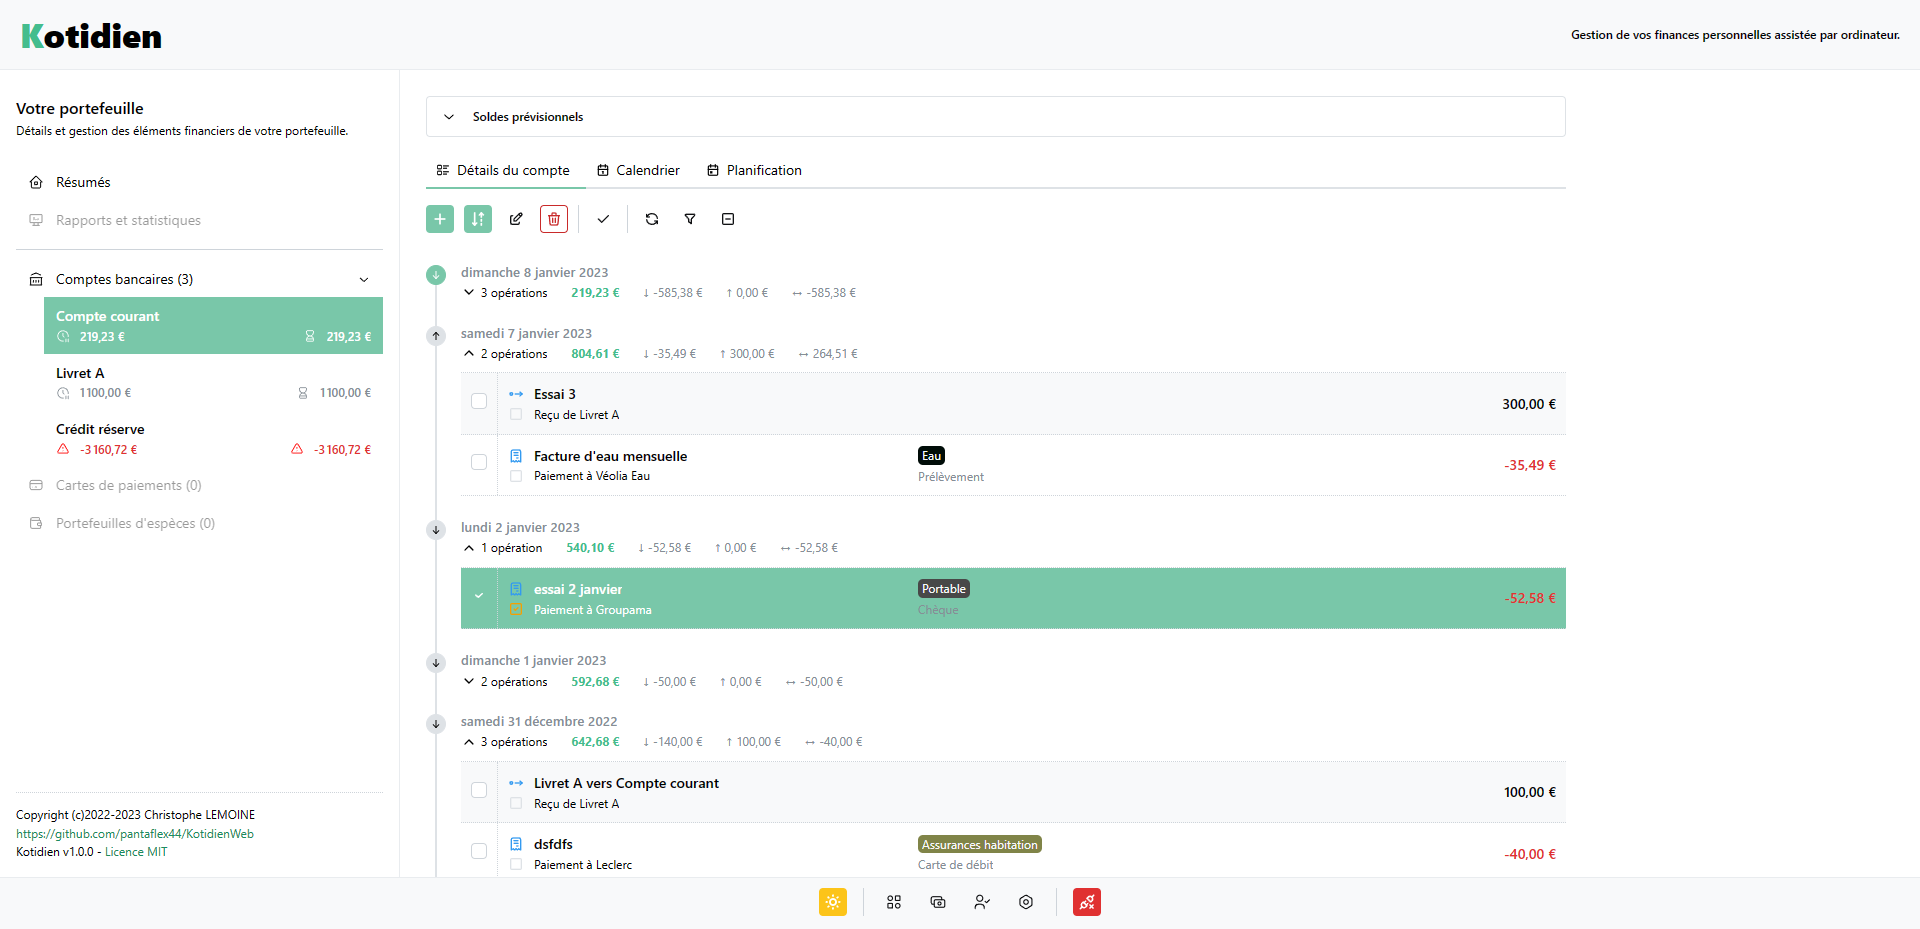 Kotidien
Gestion de vos finances personnelles assistée par ordinateur.
Votre portefeuille
Détails et gestion des éléments financiers de votre portefeuille.
Résumés
Rapports et statistiques
Comptes bancaires (3)
Compte courant
219,23 € 219,23 €
Livret A
1100,00 € 1100,00 €
Crédit réserve
-3160,72 € -3160,72 €
Cartes de paiements (0)
Portefeuilles d'espèces (0)
Copyright (c)2022-2023 Christophe LEMOINE
https://github.com/pantaflex44/KotidienWeb
Kotidien v1.0.0 - Licence MIT
Soldes prévisionnels
Détails du compte Calendrier Planification
dimanche 8 janvier 2023
3 opérations 219,23 € ↓ -585,38 € ↑ 0,00 € ↔ -585,38 €
samedi 7 janvier 2023
2 opérations 804,61 € ↓ -35,49 € ↑ 300,00 € ↔ 264,51 €
Essai 3
Reçu de Livret A
300,00 €
Facture d'eau mensuelle Eau
Paiement à Véolia Eau Prélèvement
-35,49 €
lundi 2 janvier 2023
1 opération 540,10 € ↓ -52,58 € ↑ 0,00 € ↔ -52,58 €
essai 2 janvier Portable
Paiement à Groupama Chèque
-52,58 €
dimanche 1 janvier 2023
2 opérations 592,68 € ↓ -50,00 € ↑ 0,00 € ↔ -50,00 €
samedi 31 décembre 2022
3 opérations 642,68 € ↓ -140,00 € ↑ 100,00 € ↔ -40,00 €
Livret A vers Compte courant
Reçu de Livret A
100,00 €
dsfdfs Assurances habitation
Paiement à Leclerc Carte de débit
-40,00 €